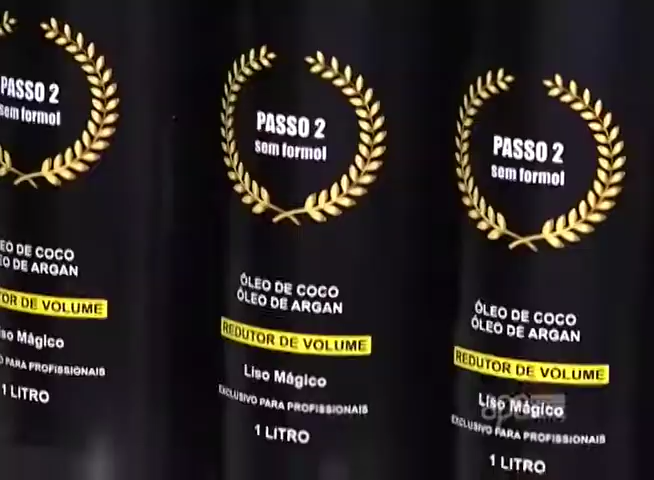 PASSO 2
sem formol
ÓLEO DE COCO
ÓLEO DE ARGAN
REDUTOR DE VOLUME
Liso Mágico
EXCLUSIVO PARA PROFISSIONAIS
1 LITRO
PASSO 2
sem formol
ÓLEO DE COCO
ÓLEO DE ARGAN
REDUTOR DE VOLUME
Liso Mágico
EXCLUSIVO PARA PROFISSIONAIS
1 LITRO
PASSO 2
sem formol
ÓLEO DE COCO
ÓLEO DE ARGAN
REDUTOR DE VOLUME
Liso Mágico
EXCLUSIVO PARA PROFISSIONAIS
1 LITRO